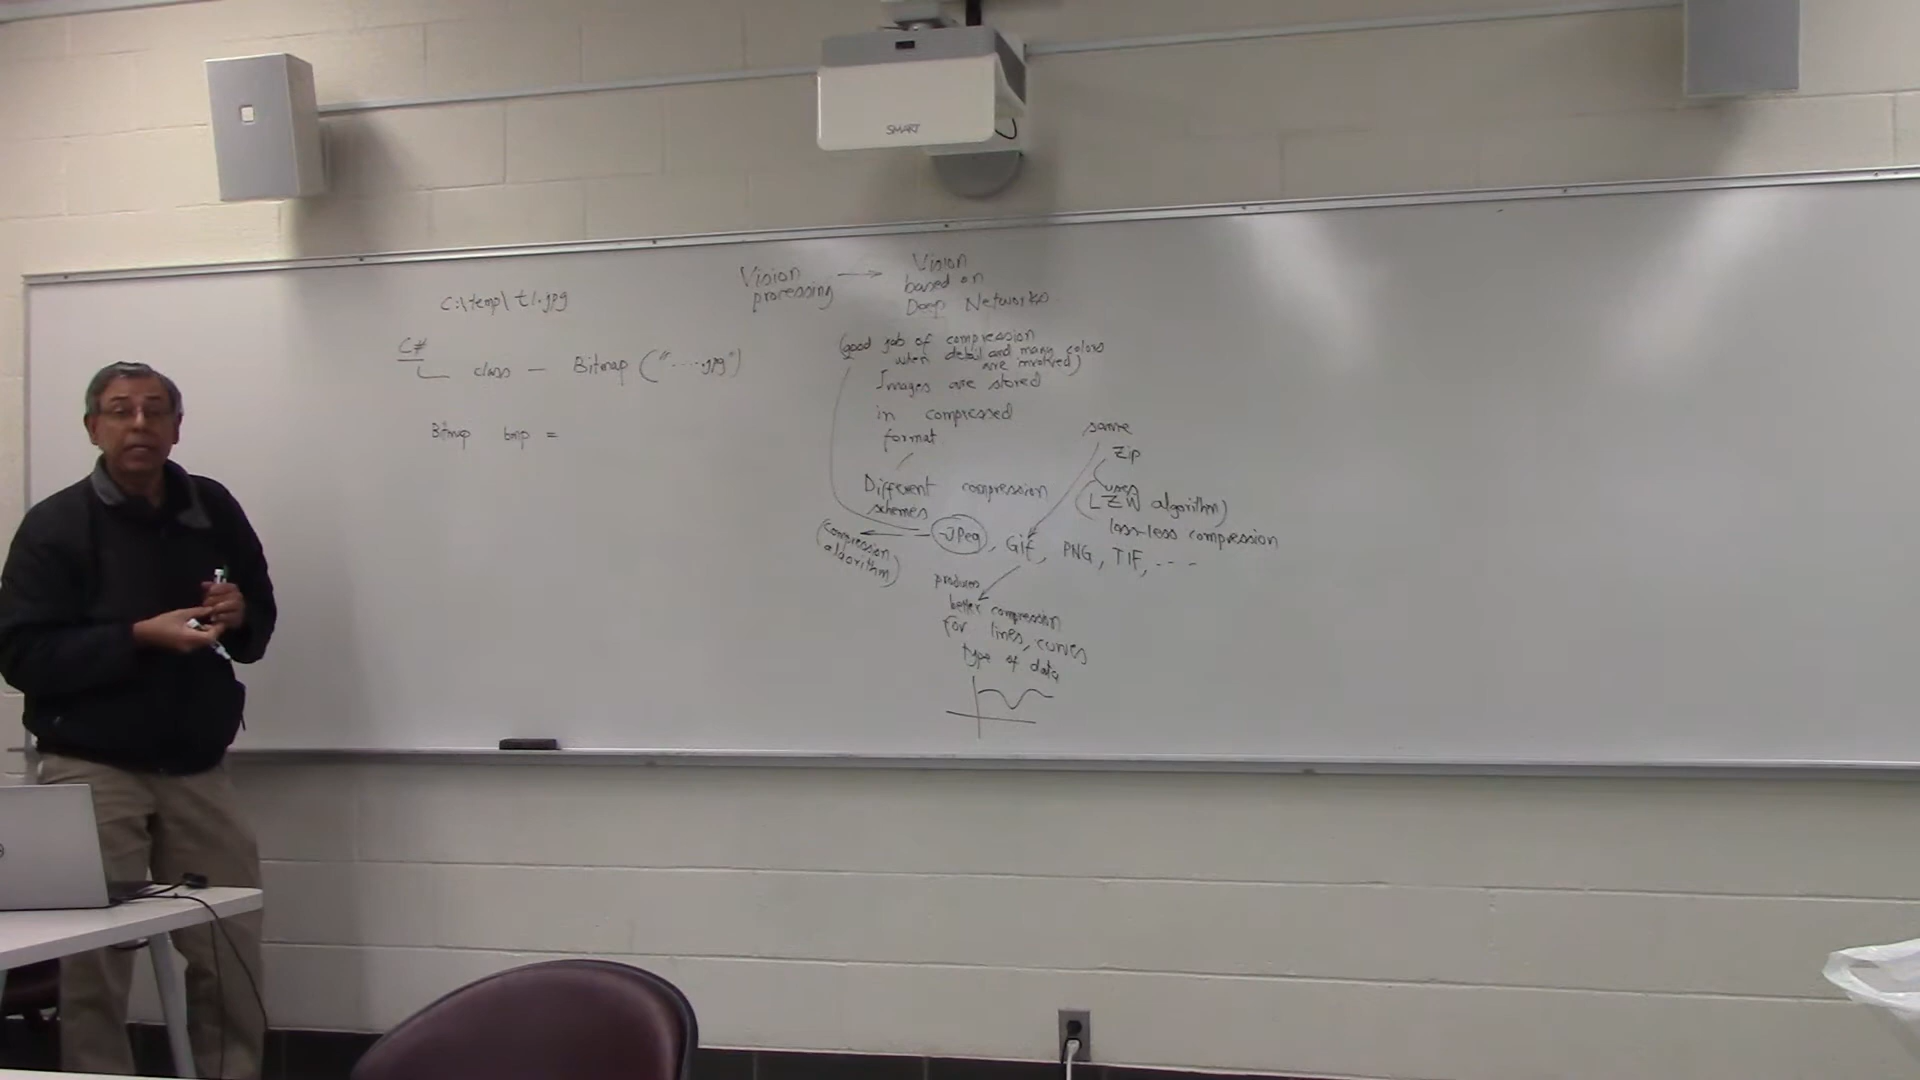 SMART
C:\temp\t1.jpg
C#
class — Bitmap (".....jpg")
Bitmap bmp =
Vision
processing
Vision
based on
Deep Networks
(good job of compression
when detail and many colors
are involved)
Images are stored
in compressed
format
Different compression
schemes
same
Zip
uses
(LZW algorithm)
loss-less compression
(compression
algorithm)
-JPeg, Gif, PNG, TIF, ----
produces
better compression
for lines, curves
type of data